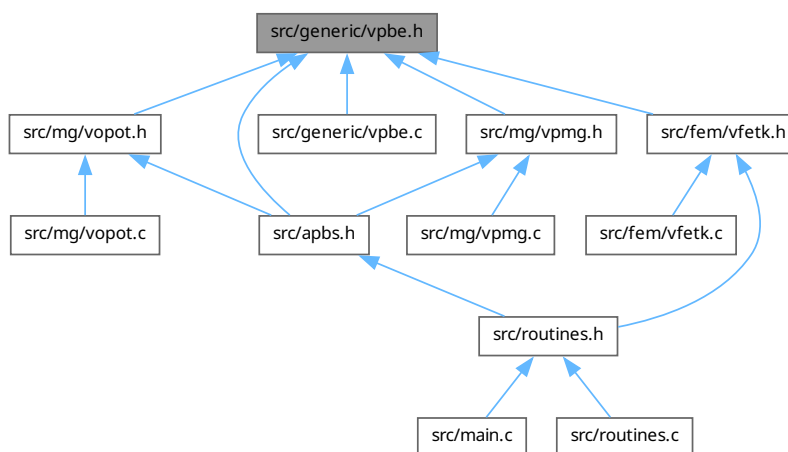 src/generic/vpbe.h
src/mg/vopot.h
src/generic/vpbe.c
src/mg/vpmg.h
src/fem/vfetk.h
src/mg/vopot.c
src/apbs.h
src/mg/vpmg.c
src/fem/vfetk.c
src/routines.h
src/main.c
src/routines.c